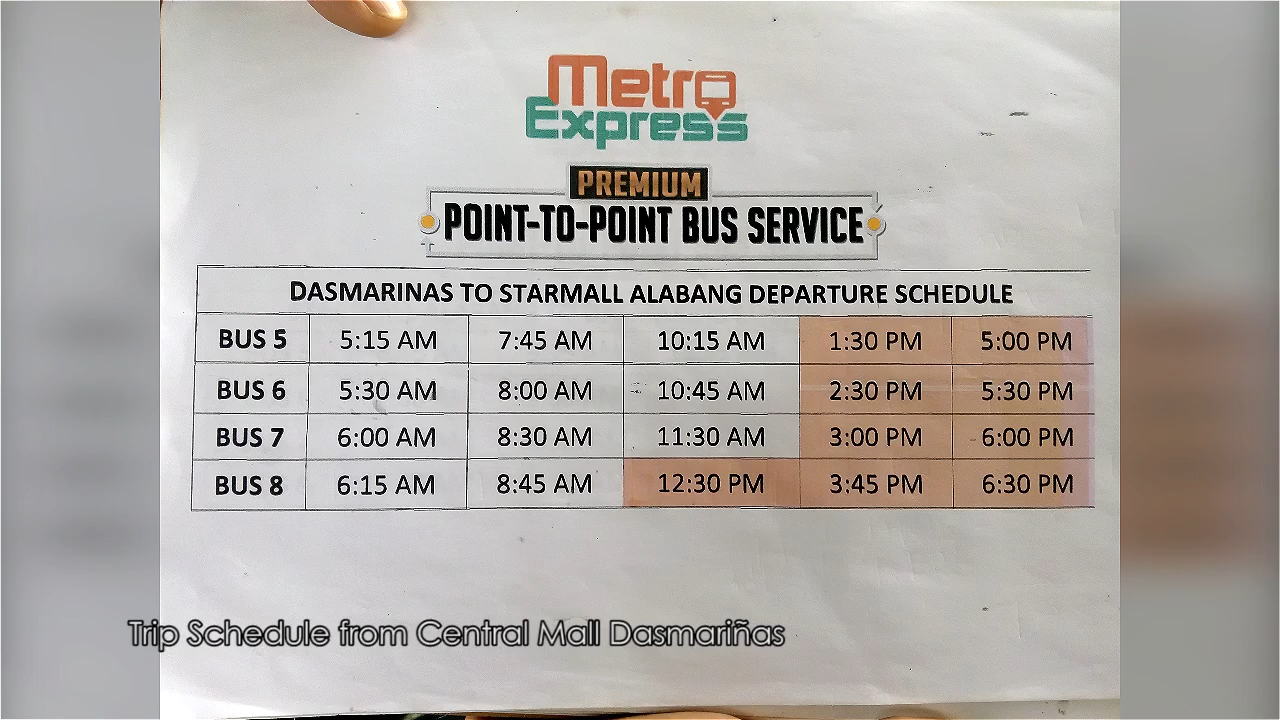 Metro
Express
PREMIUM
POINT-TO-POINT BUS SERVICE
DASMARINAS TO STARMALL ALABANG DEPARTURE SCHEDULE
BUS 5 5:15 AM 7:45 AM 10:15 AM 1:30 PM 5:00 PM
BUS 6 5:30 AM 8:00 AM 10:45 AM 2:30 PM 5:30 PM
BUS 7 6:00 AM 8:30 AM 11:30 AM 3:00 PM 6:00 PM
BUS 8 6:15 AM 8:45 AM 12:30 PM 3:45 PM 6:30 PM
Trip Schedule from Central Mall Dasmariñas